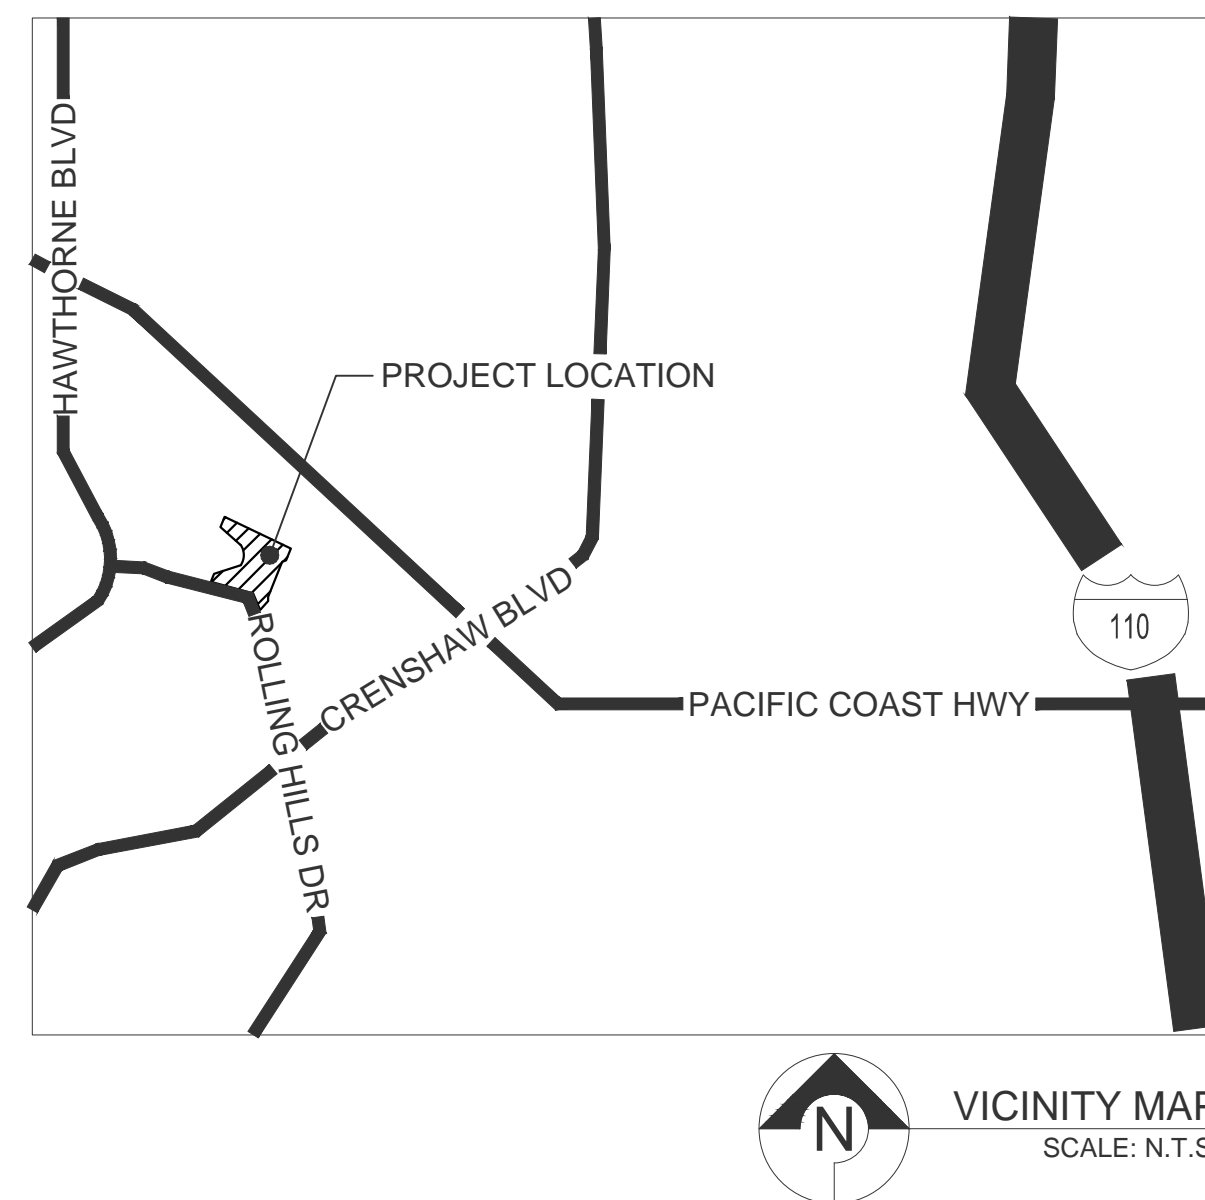 HAWTHORNE BLVD
PROJECT LOCATION
CRENSHAW BLVD
ROLLING HILLS DR
110
PACIFIC COAST HWY
N
VICINITY MAP
SCALE: N.T.S